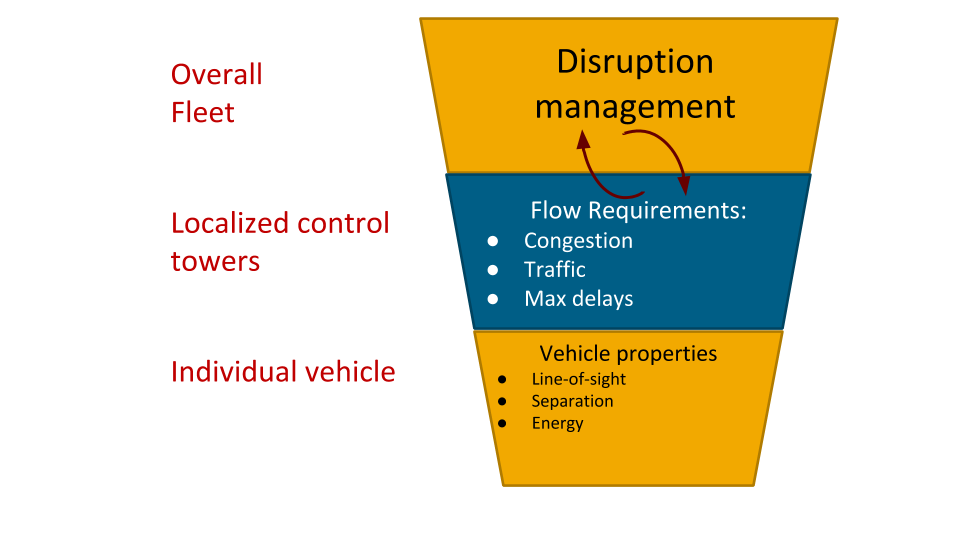 Overall
Fleet
Disruption
management
Localized control
towers
Flow Requirements:
● Congestion
● Traffic
● Max delays
Individual vehicle
Vehicle properties
● Line-of-sight
● Separation
● Energy